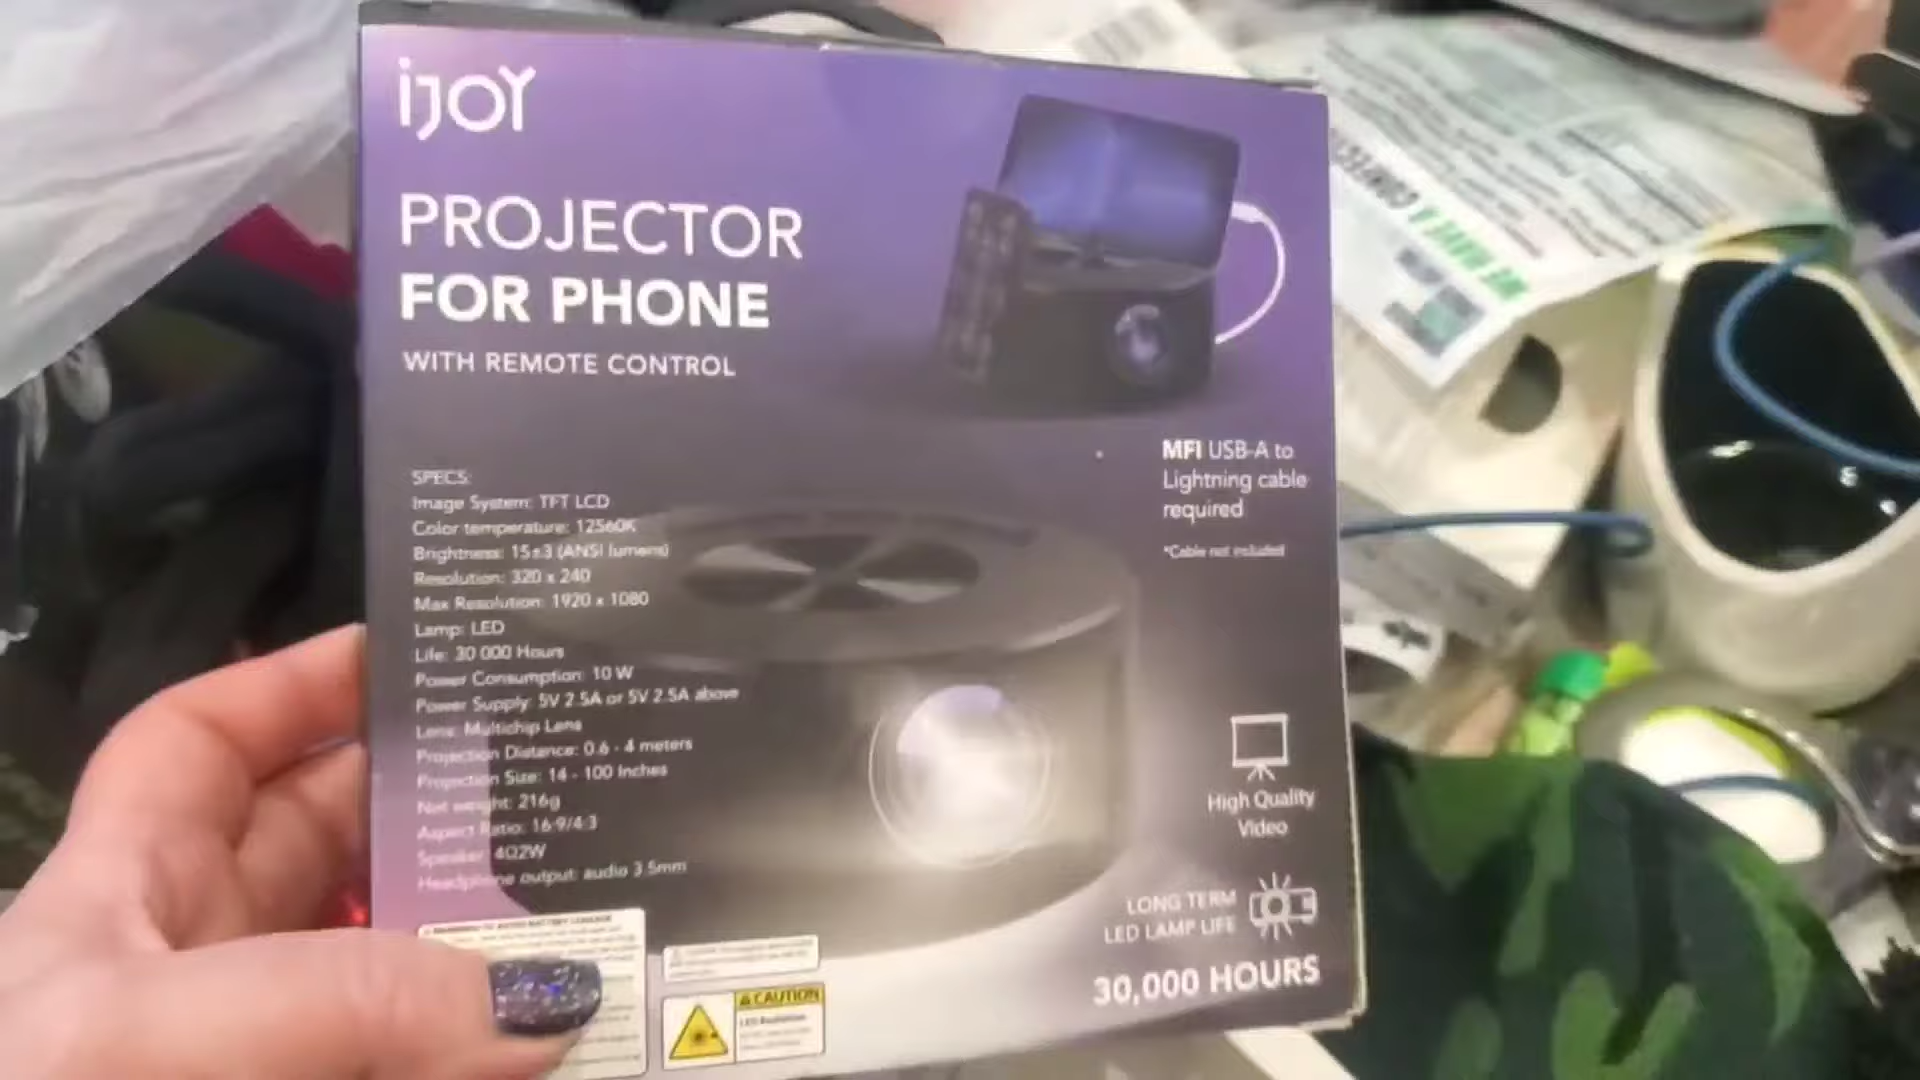 iJOY
PROJECTOR
FOR PHONE
WITH REMOTE CONTROL
MFI USB-A to
Lightning cable
required
*Cable not included
SPECS:
Image System: TFT LCD
Color temperature: 12560K
Brightness: 15±3 (ANSI lumens)
Resolution: 320 x 240
Max Resolution: 1920 x 1080
Lamp: LED
Life: 30 000 Hours
Power Consumption: 10 W
Power Supply: 5V 2.5A or 5V 2.5A above
Lens: Multichip Lens
Projection Distance: 0.6 - 4 meters
Projection Size: 14 - 100 Inches
Net weight: 216g
Aspect Ratio: 16:9/4:3
Speaker: 4Ω2W
Headphone output: audio 3.5mm
High Quality
Video
LONG TERM
LED LAMP LIFE
30,000 HOURS
CAUTION
LED Radiation
WE HAVE A